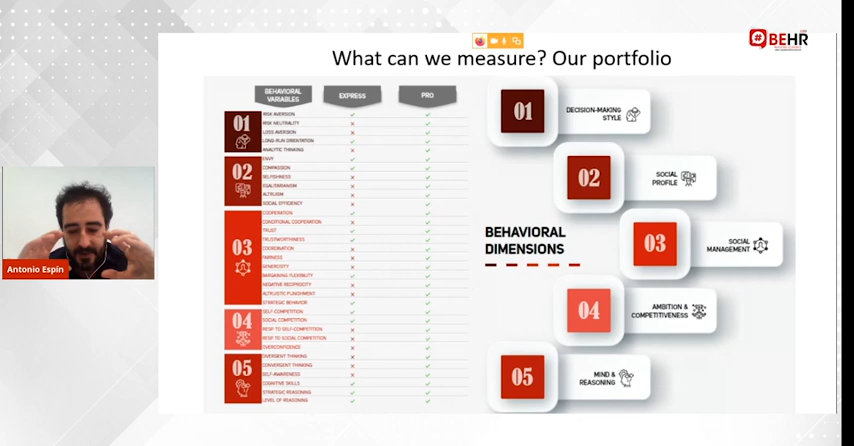 #BEHR
What can we measure? Our portfolio
BEHAVIORAL
VARIABLES
EXPRESS
PRO
01
RISK AVERSION
RISK NEUTRALITY
LOSS AVERSION
LONG-RUN ORIENTATION
ANALYTIC THINKING
02
ENVY
COMPASSION
SELFISHNESS
EGALITARIANISM
ALTRUISM
SOCIAL EFFICIENCY
03
COOPERATION
CONDITIONAL COOPERATION
TRUST
TRUSTWORTHINESS
COORDINATION
FAIRNESS
GENEROSITY
BARGAINING FLEXIBILITY
NEGATIVE RECIPROCITY
ALTRUISTIC PUNISHMENT
STRATEGIC BEHAVIOR
04
SELF-COMPETITION
SOCIAL COMPETITION
RESP TO SELF-COMPETITION
RESP TO SOCIAL COMPETITION
OVERCONFIDENCE
05
DIVERGENT THINKING
CONVERGENT THINKING
SELF-AWARENESS
COGNITIVE SKILLS
STRATEGIC REASONING
LEVEL OF REASONING
BEHAVIORAL
DIMENSIONS
01
DECISION-MAKING
STYLE
02
SOCIAL
PROFILE
03
SOCIAL
MANAGEMENT
04
AMBITION &
COMPETITIVENESS
05
MIND &
REASONING
Antonio Espín